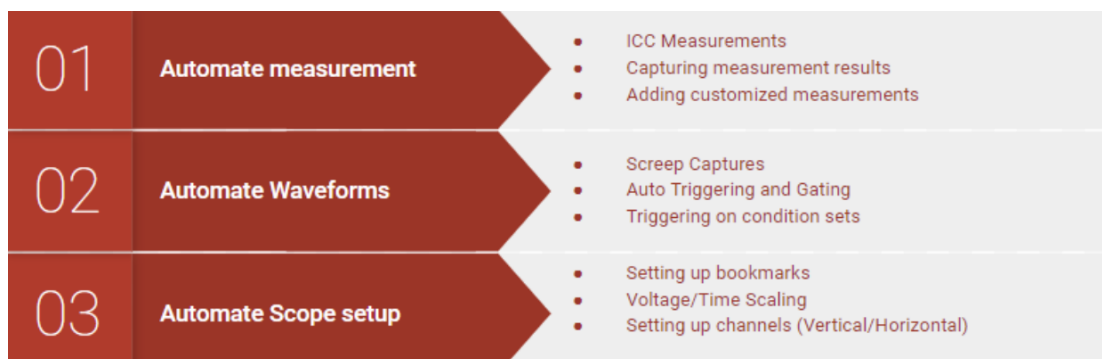 01
Automate measurement
• ICC Measurements
• Capturing measurement results
• Adding customized measurements
02
Automate Waveforms
• Screep Captures
• Auto Triggering and Gating
• Triggering on condition sets
03
Automate Scope setup
• Setting up bookmarks
• Voltage/Time Scaling
• Setting up channels (Vertical/Horizontal)